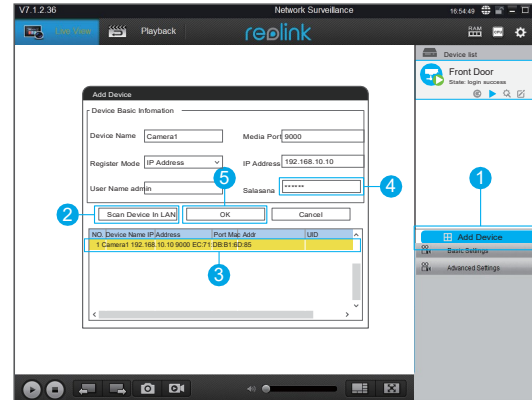 V7.1.2.36 Network Surveillance 16:54:49
Live View Playback reolink RAM CPU
Device list
Front Door
State: login success
Add Device
Device Basic Infomation
Device Name Camera1 Media Port 9000
Register Mode IP Address IP Address 192.168.10.10
5
User Name admin Salasana ****** 4
1
2 Scan Device In LAN OK Cancel
Add Device
NO. Device Name IP Address Port Mac Addr UID
1 Camera1 192.168.10.10 9000 EC:71:DB:B1:6D:85
Basic Settings
3
Advanced Settings